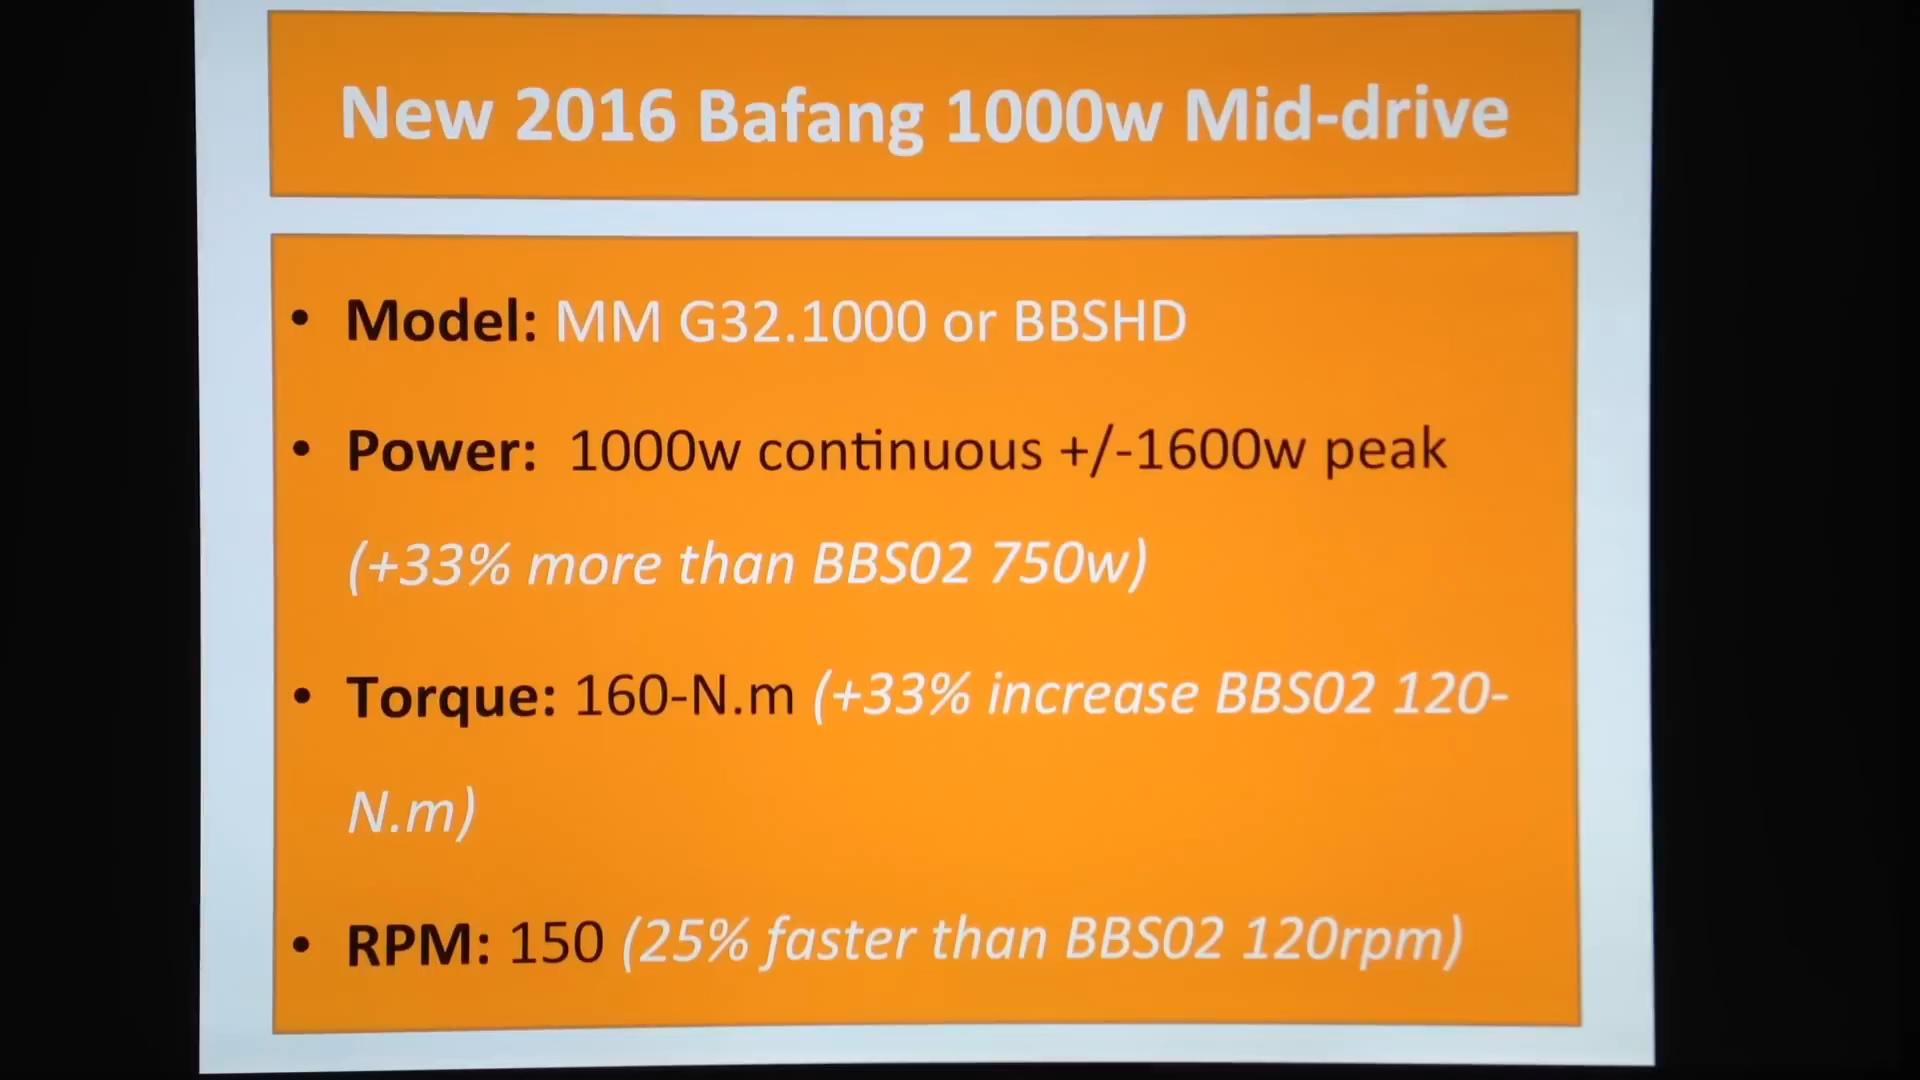 New 2016 Bafang 1000w Mid-drive
• Model: MM G32.1000 or BBSHD
• Power:  1000w continuous +/-1600w peak
(+33% more than BBS02 750w)
• Torque: 160-N.m (+33% increase BBS02 120-
N.m)
• RPM: 150 (25% faster than BBS02 120rpm)